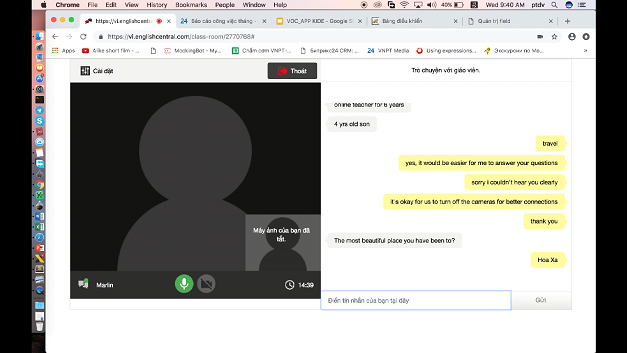 Chrome File Edit View History Bookmarks People Window Help
40%
Wed 9:40 AM ptdv
https://vi.englishcentral.c
Báo cáo công việc tháng
VOC_APP KIDE - Google S
Bảng điều khiển
Quản trị field
https://vi.englishcentral.com/class-room/2770768#
Apps
Alike short film - ...
MockingBot - My...
Chấm cơm VNPT-...
Битрикс24 CRM: ...
VNPT Media
Using expressions...
Экскурсии по Мо...
Cài đặt
Thoát
Trò chuyện với giáo viên.
online teacher for 6 years
4 yrs old son
travel
yes, it would be easier for me to answer your questions
sorry i couldn't hear you clearly
it's okay for us to turn off the cameras for better connections
thank you
Máy ảnh của bạn đã
tắt.
The most beautiful place you have been to?
Hoa Xa
Marlin
14:39
Điền tin nhắn của bạn tại đây
Gửi